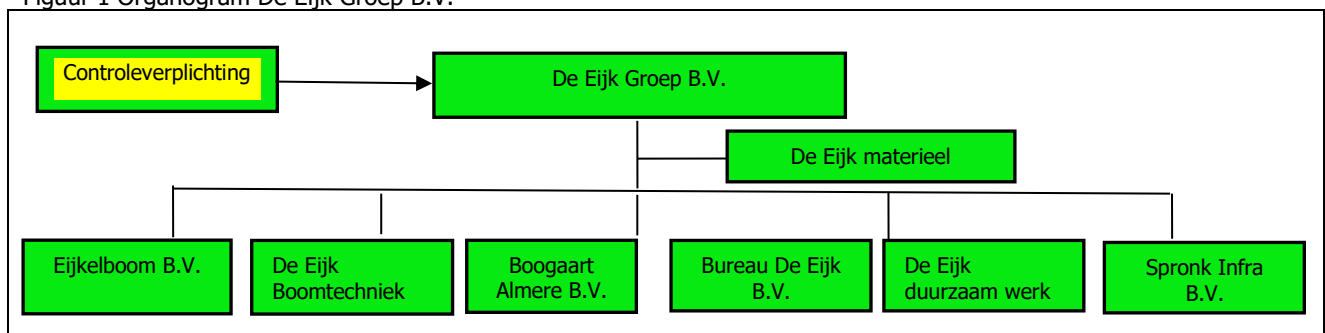 Figuur 1 Organogram De Eijk Groep B.V.
Controleverplichting
De Eijk Groep B.V.
De Eijk materieel
Eijkelboom B.V.
De Eijk
Boomtechniek
Boogaart
Almere B.V.
Bureau De Eijk
B.V.
De Eijk
duurzaam werk
Spronk Infra
B.V.